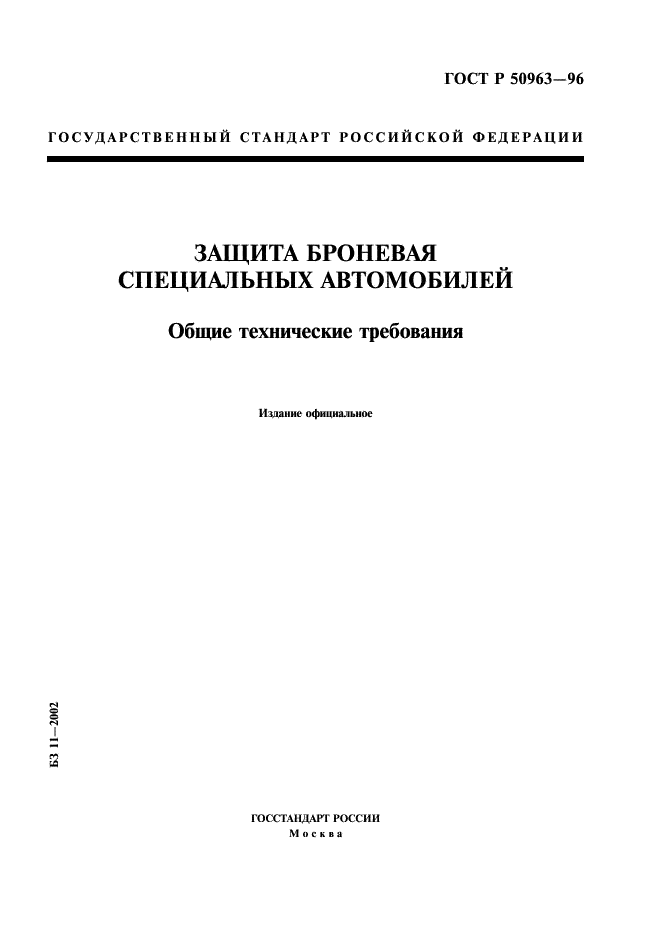 ГОСТ Р 50963—96
ГОСУДАРСТВЕННЫЙ СТАНДАРТ РОССИЙСКОЙ ФЕДЕРАЦИИ
ЗАЩИТА БРОНЕВАЯ
СПЕЦИАЛЬНЫХ АВТОМОБИЛЕЙ
Общие технические требования
Издание официальное
БЗ 11—2002
ГОССТАНДАРТ РОССИИ
Москва